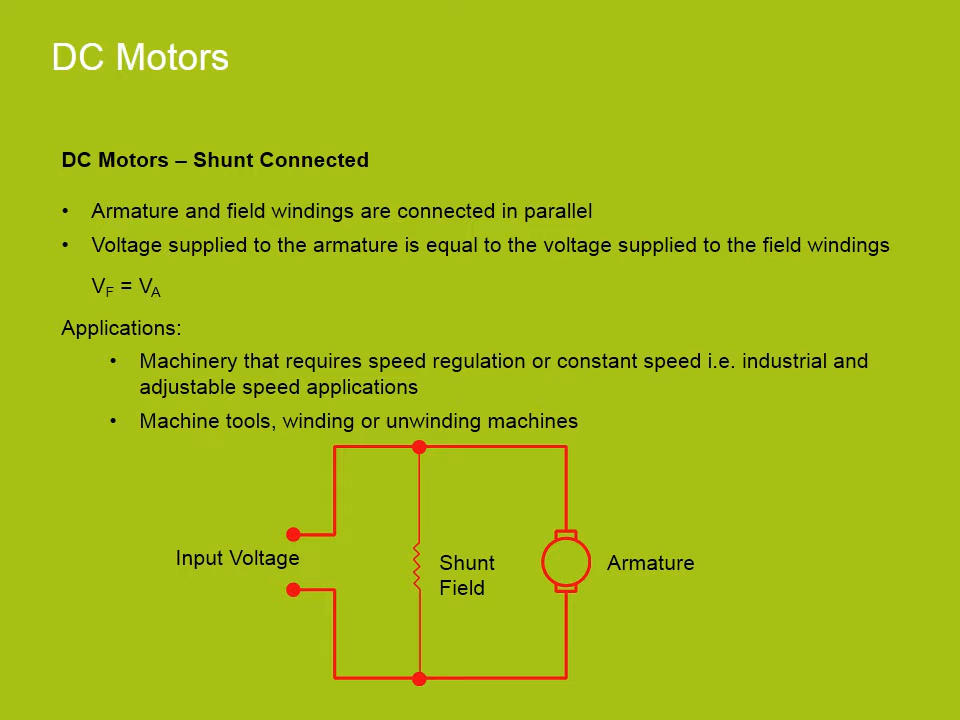 DC Motors
DC Motors – Shunt Connected
• Armature and field windings are connected in parallel
• Voltage supplied to the armature is equal to the voltage supplied to the field windings
V_F = V_A
Applications:
• Machinery that requires speed regulation or constant speed i.e. industrial and
adjustable speed applications
• Machine tools, winding or unwinding machines
Input Voltage
Shunt
Field
Armature